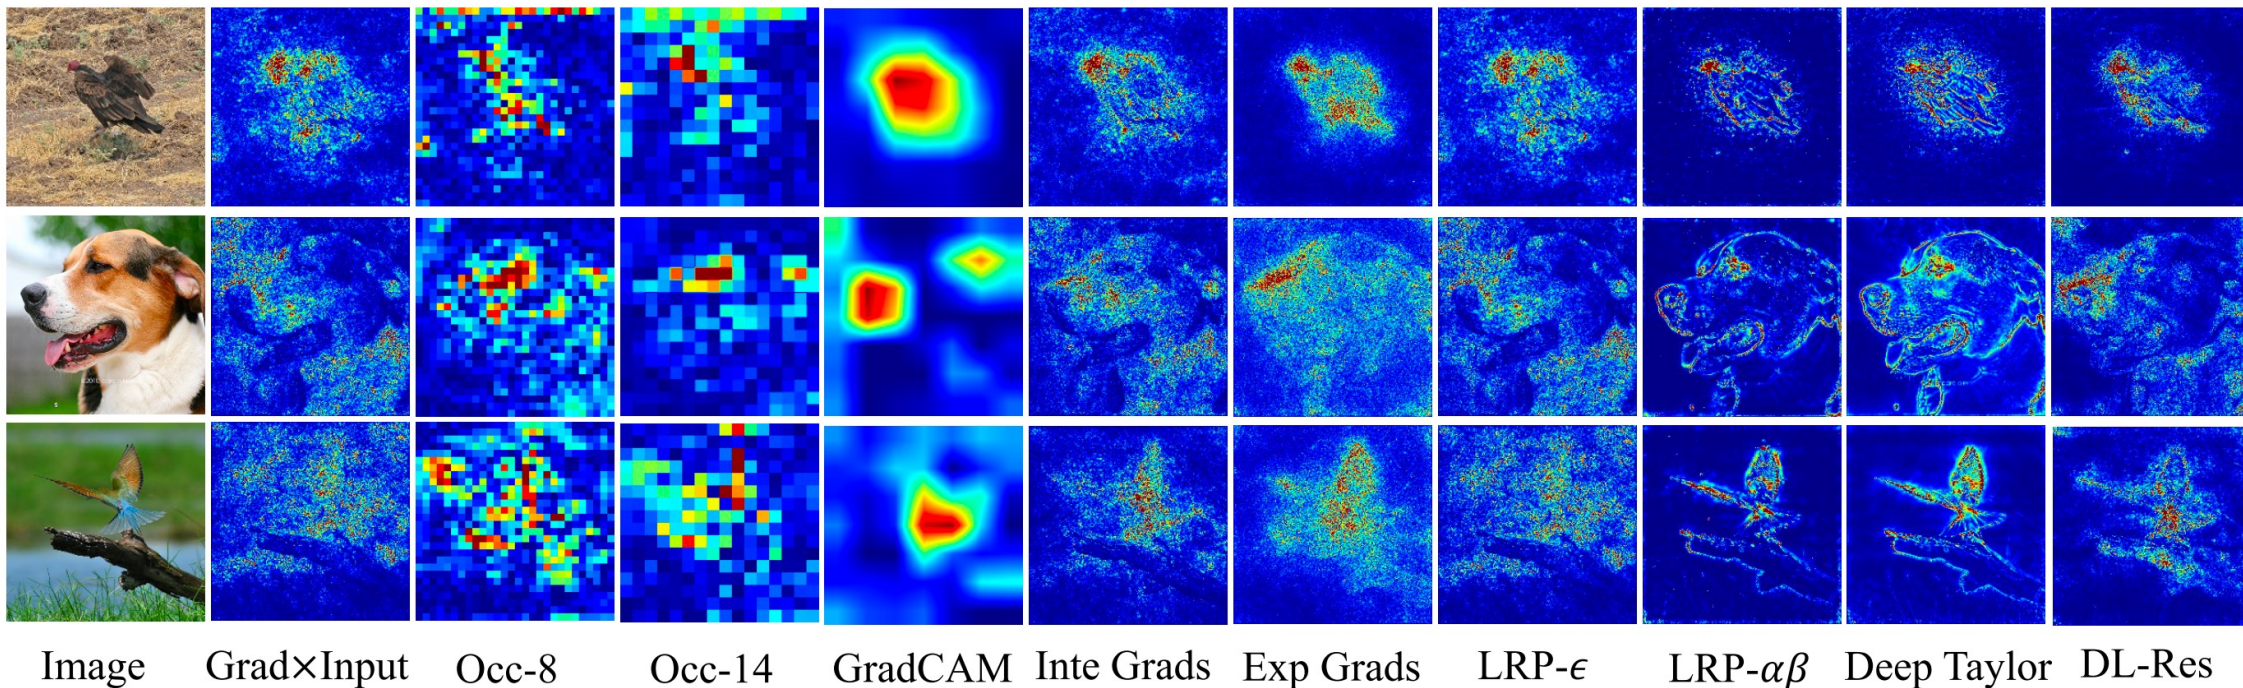 Image Grad×Input Occ-8 Occ-14 GradCAM Inte Grads Exp Grads LRP-ϵ LRP-αβ Deep Taylor DL-Res